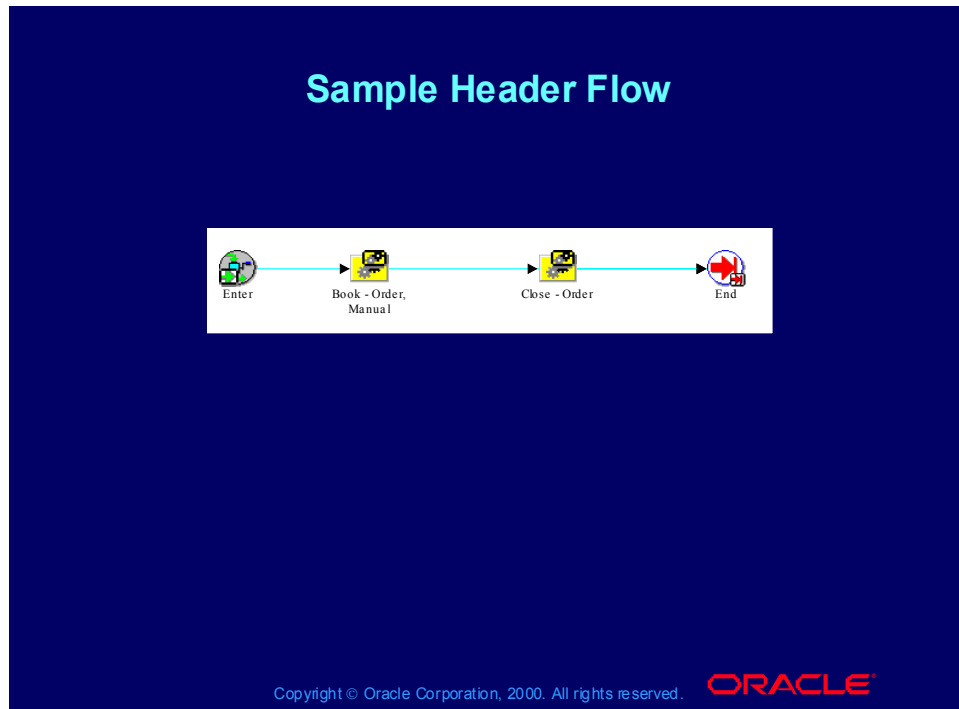 Sample Header Flow
Enter
Book - Order,
Manual
Close - Order
End
Copyright © Oracle Corporation, 2000. All rights reserved.
ORACLE®